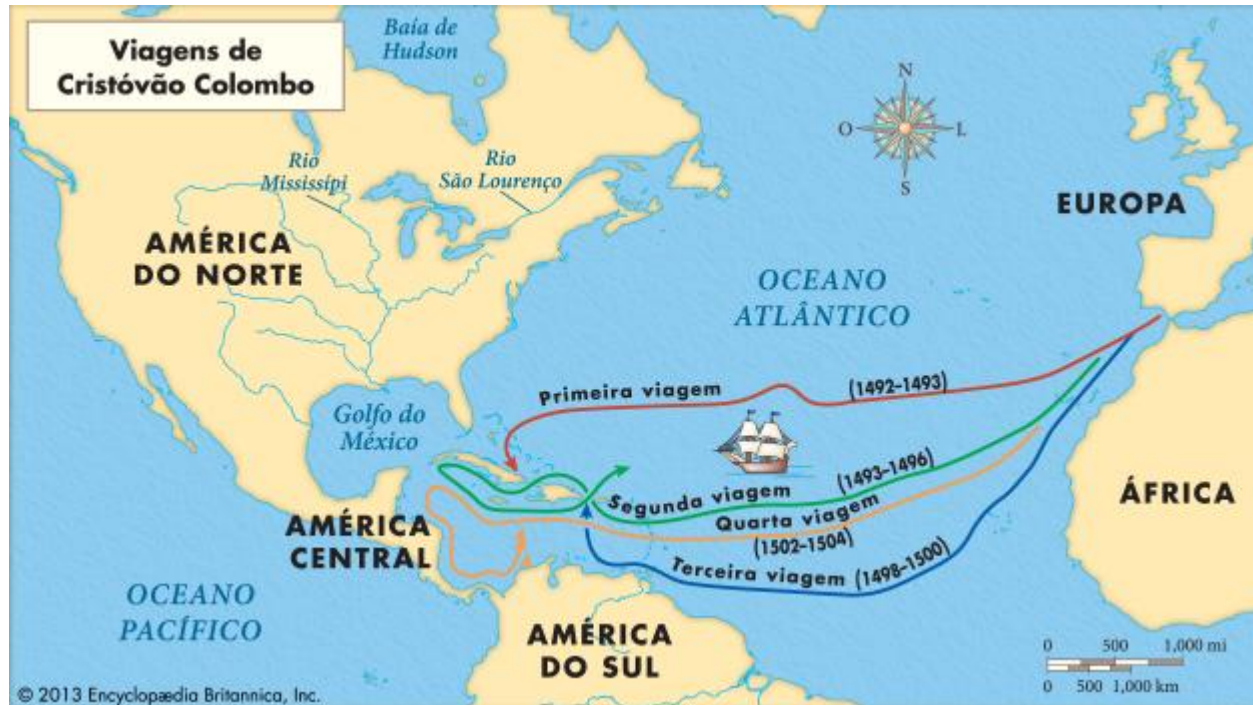 Viagens de
Cristóvão Colombo
Baía de
Hudson
N
O
L
S
Rio
Mississípi
Rio
São Lourenço
EUROPA
AMÉRICA
DO NORTE
OCEANO
ATLÂNTICO
Primeira viagem (1492–1493)
Golfo do
México
Segunda viagem (1493–1496)
Quarta viagem
(1502–1504)
ÁFRICA
AMÉRICA
CENTRAL
Terceira viagem (1498–1500)
OCEANO
PACÍFICO
AMÉRICA
DO SUL
0 500 1,000 mi
0 500 1,000 km
© 2013 Encyclopædia Britannica, Inc.